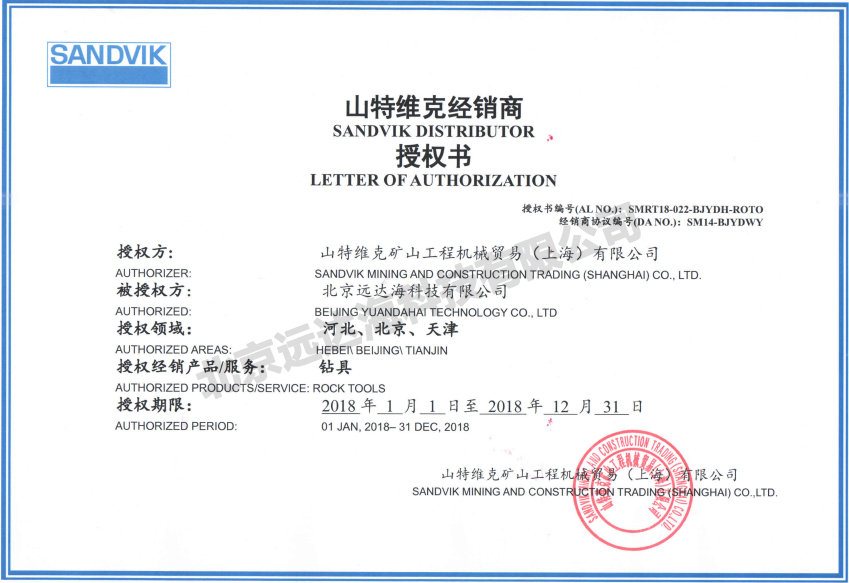 SANDVIK
山特维克经销商
SANDVIK DISTRIBUTOR
授权书
LETTER OF AUTHORIZATION
授权书编号(AL NO.)：SMRT18-022-BJYDH-ROTO
经销商协议编号(DA NO.)：SM14-BJYDWY
授权方： 山特维克矿山工程机械贸易（上海）有限公司
AUTHORIZER: SANDVIK MINING AND CONSTRUCTION TRADING (SHANGHAI) CO., LTD.
被授权方： 北京远达海科技有限公司
AUTHORIZED: BEIJING YUANDAHAI TECHNOLOGY CO., LTD
授权领域： 河北、北京、天津
AUTHORIZED AREAS: HEBEI\ BEIJING\ TIANJIN
授权经销产品/服务： 钻具
AUTHORIZED PRODUCTS/SERVICE: ROCK TOOLS
授权期限： 2018 年 1 月 1 日至 2018 年 12 月 31 日
AUTHORIZED PERIOD: 01 JAN, 2018– 31 DEC, 2018
山特维克矿山工程机械贸易（上海）有限公司
SANDVIK MINING AND CONSTRUCTION TRADING (SHANGHAI) CO.,LTD.
北京远达海科技有限公司
SANDVIK MINING AND CONSTRUCTION TRADING (SHANGHAI) CO.,LTD.
山特维克矿山工程机械贸易（上海）有限公司